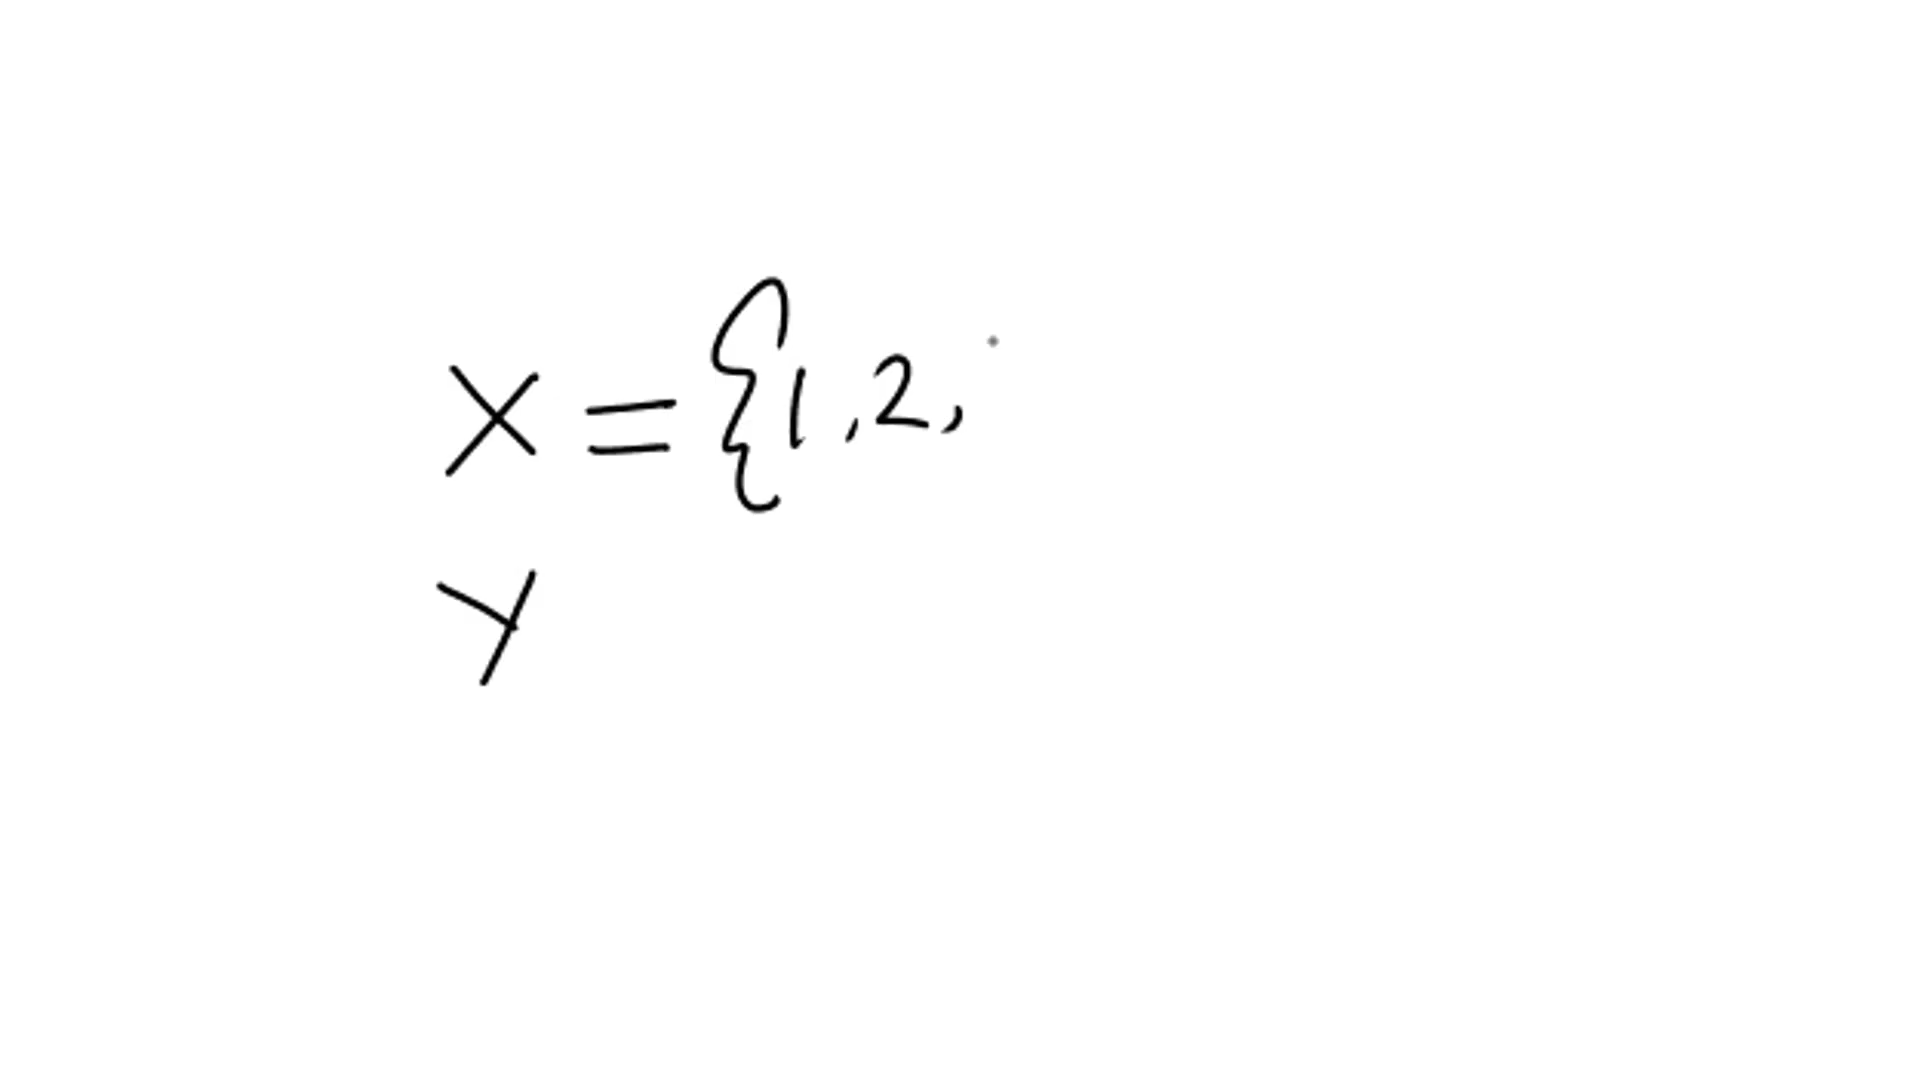 X = {1, 2,
Y